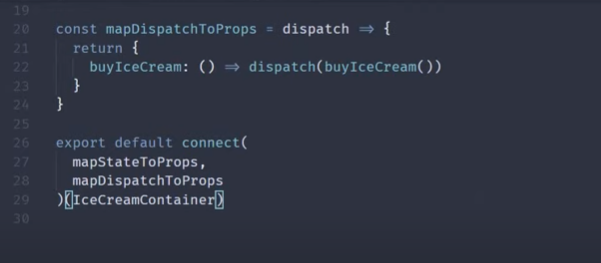 19
20 const mapDispatchToProps = dispatch ⇒ {
21   return {
22     buyIceCream: () ⇒ dispatch(buyIceCream())
23   }
24 }
25
26 export default connect(
27   mapStateToProps,
28   mapDispatchToProps
29 )(IceCreamContainer)
30